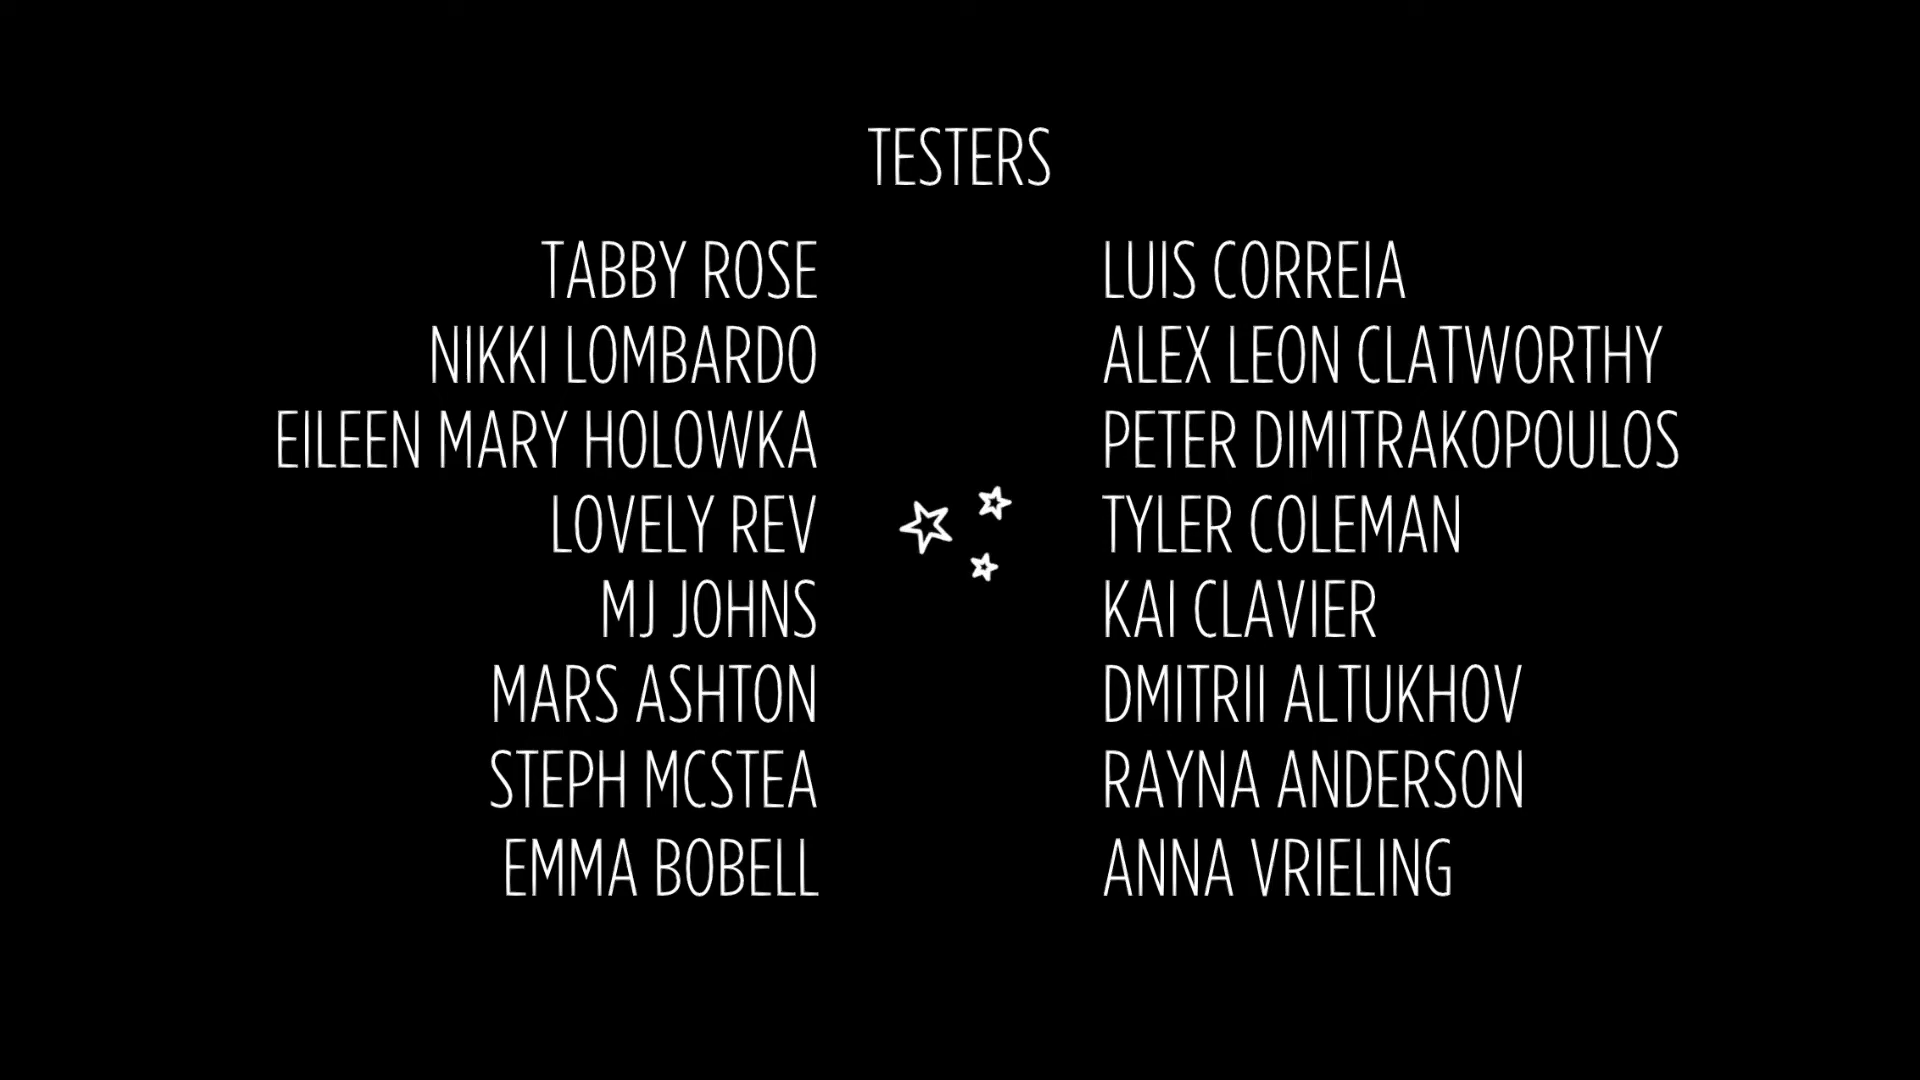 TESTERS
TABBY ROSE
NIKKI LOMBARDO
EILEEN MARY HOLOWKA
LOVELY REV
MJ JOHNS
MARS ASHTON
STEPH MCSTEA
EMMA BOBELL
LUIS CORREIA
ALEX LEON CLATWORTHY
PETER DIMITRAKOPOULOS
TYLER COLEMAN
KAI CLAVIER
DMITRII ALTUKHOV
RAYNA ANDERSON
ANNA VRIELING